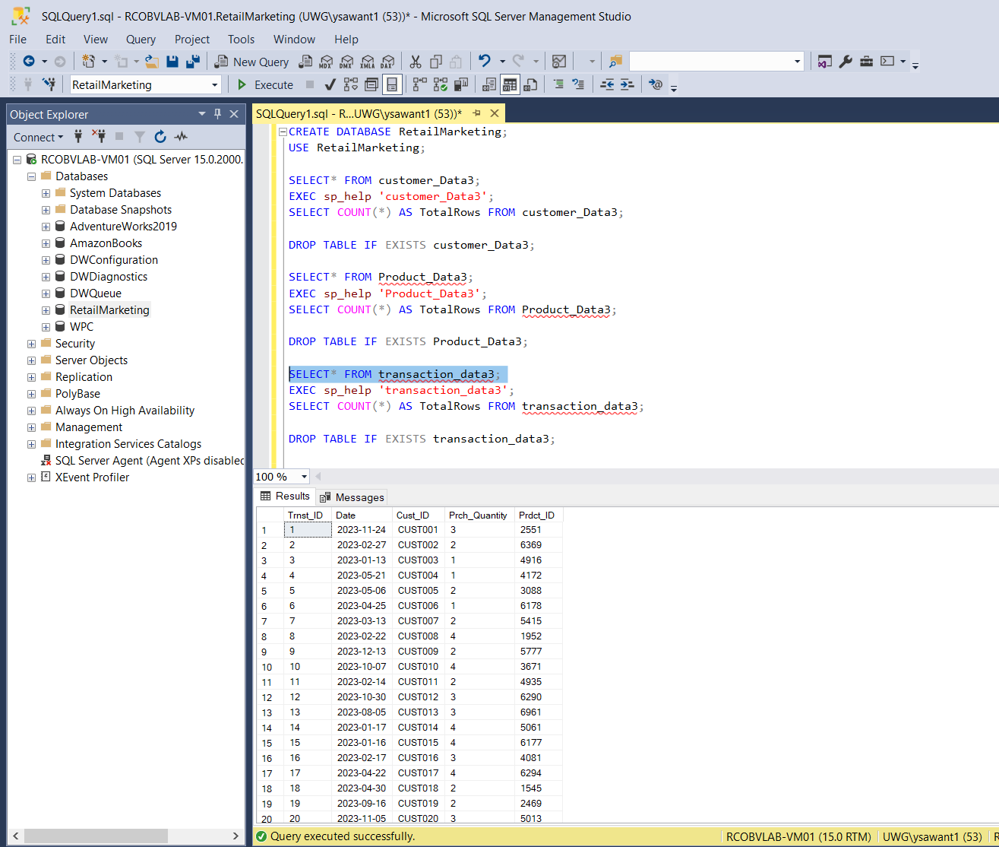 SQLQuery1.sql - RCOBVLAB-VM01.RetailMarketing (UWG\ysawant1 (53))* - Microsoft SQL Server Management Studio
File Edit View Query Project Tools Window Help
New Query MDX DMX XMLA DAX
RetailMarketing Execute
Object Explorer
Connect
RCOBVLAB-VM01 (SQL Server 15.0.2000.
Databases
System Databases
Database Snapshots
AdventureWorks2019
AmazonBooks
DWConfiguration
DWDiagnostics
DWQueue
RetailMarketing
WPC
Security
Server Objects
Replication
PolyBase
Always On High Availability
Management
Integration Services Catalogs
SQL Server Agent (Agent XPs disabled
XEvent Profiler
SQLQuery1.sql - R...UWG\ysawant1 (53))*
CREATE DATABASE RetailMarketing;
USE RetailMarketing;
SELECT* FROM customer_Data3;
EXEC sp_help 'customer_Data3';
SELECT COUNT(*) AS TotalRows FROM customer_Data3;
DROP TABLE IF EXISTS customer_Data3;
SELECT* FROM Product_Data3;
EXEC sp_help 'Product_Data3';
SELECT COUNT(*) AS TotalRows FROM Product_Data3;
DROP TABLE IF EXISTS Product_Data3;
SELECT* FROM transaction_data3;
EXEC sp_help 'transaction_data3';
SELECT COUNT(*) AS TotalRows FROM transaction_data3;
DROP TABLE IF EXISTS transaction_data3;
100 %
Results Messages
Trnst_ID Date Cust_ID Prch_Quantity Prdct_ID
1 1 2023-11-24 CUST001 3 2551
2 2 2023-02-27 CUST002 2 6369
3 3 2023-01-13 CUST003 1 4916
4 4 2023-05-21 CUST004 1 4172
5 5 2023-05-06 CUST005 2 3088
6 6 2023-04-25 CUST006 1 6178
7 7 2023-03-13 CUST007 2 5415
8 8 2023-02-22 CUST008 4 1952
9 9 2023-12-13 CUST009 2 5777
10 10 2023-10-07 CUST010 4 3671
11 11 2023-02-14 CUST011 2 4935
12 12 2023-10-30 CUST012 3 6290
13 13 2023-08-05 CUST013 3 6961
14 14 2023-01-17 CUST014 4 5061
15 15 2023-01-16 CUST015 4 6177
16 16 2023-02-17 CUST016 3 4081
17 17 2023-04-22 CUST017 4 6294
18 18 2023-04-30 CUST018 2 1545
19 19 2023-09-16 CUST019 2 2469
20 20 2023-11-05 CUST020 3 5013
Query executed successfully. RCOBVLAB-VM01 (15.0 RTM) UWG\ysawant1 (53)